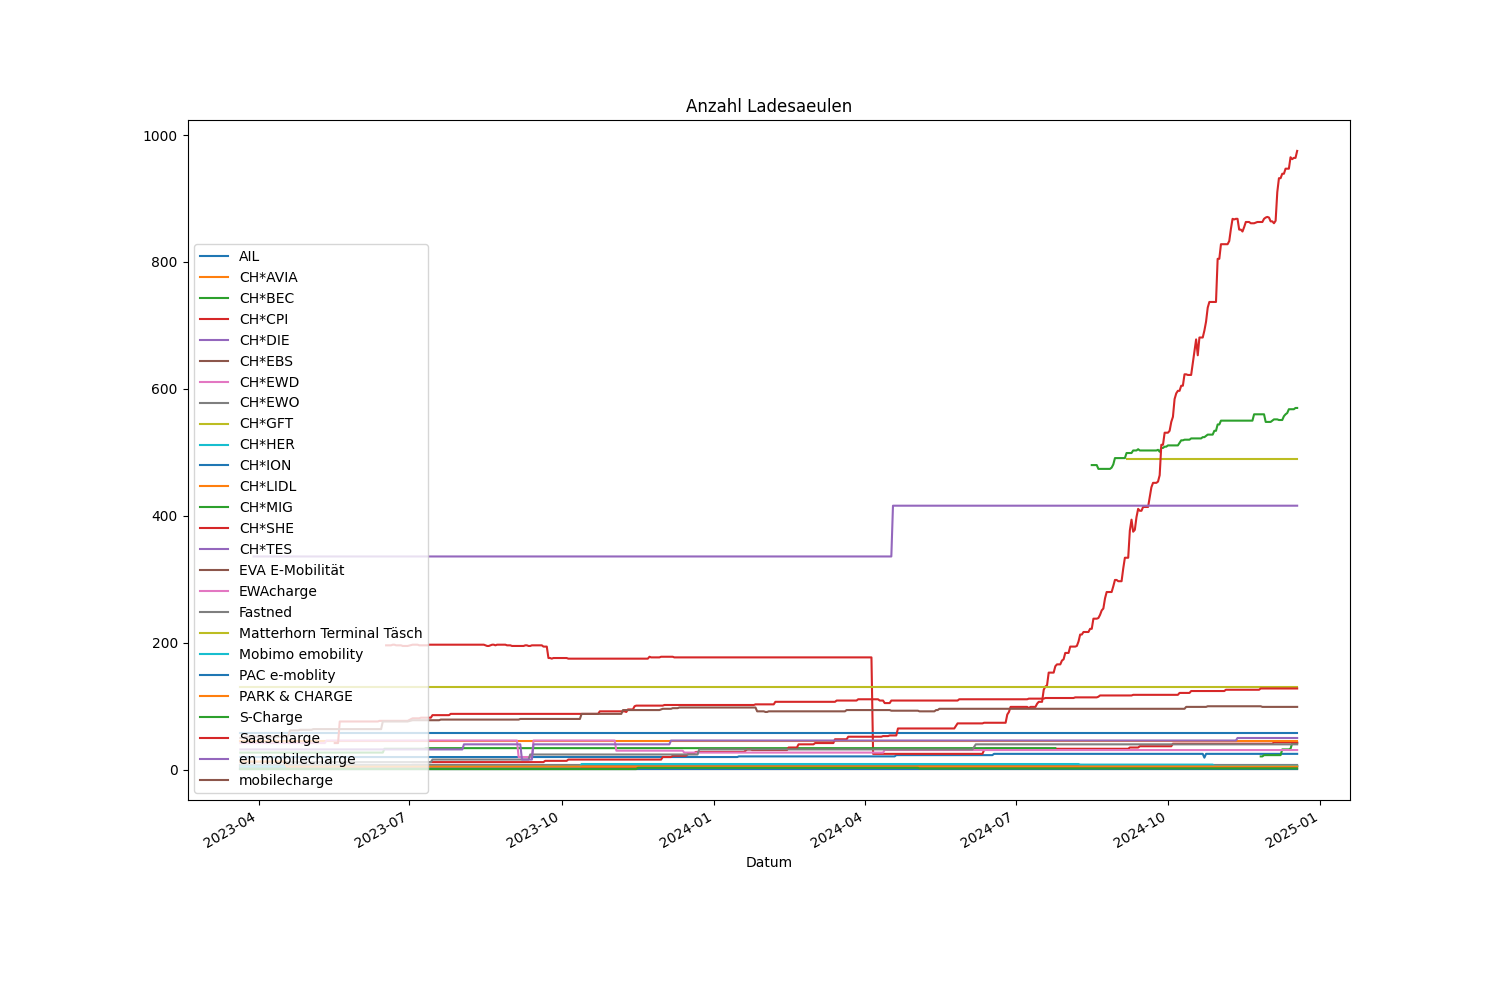 Anzahl Ladesaeulen
1000
800
600
400
200
0
AIL
CH*AVIA
CH*BEC
CH*CPI
CH*DIE
CH*EBS
CH*EWD
CH*EWO
CH*GFT
CH*HER
CH*ION
CH*LIDL
CH*MIG
CH*SHE
CH*TES
EVA E-Mobilität
EWAcharge
Fastned
Matterhorn Terminal Täsch
Mobimo emobility
PAC e-moblity
PARK & CHARGE
S-Charge
Saascharge
en mobilecharge
mobilecharge
2023-04
2023-07
2023-10
2024-01
2024-04
2024-07
2024-10
2025-01
Datum